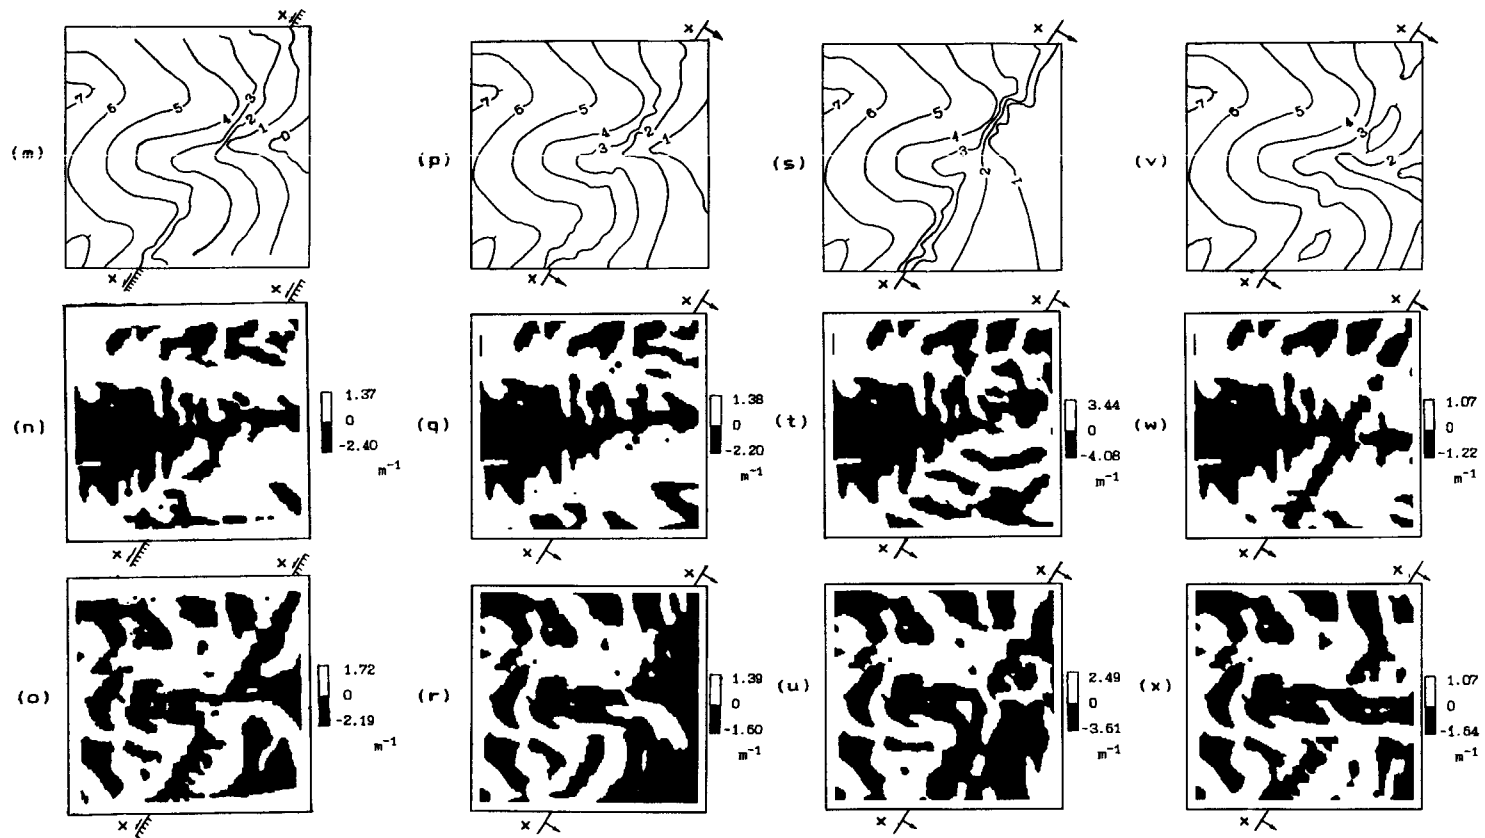 x x x x
(m) 7 6 5 4 3 2 1 0
(p) 7 6 5 4 3 2 1
(s) 7 6 5 4 3 2 1
(v) 7 6 5 4 3 2
x x x x
x x x x
(n) 1.37 0 -2.40 m⁻¹
(q) 1.38 0 -2.20 m⁻¹
(t) 3.44 0 -4.08 m⁻¹
(w) 1.07 0 -1.22 m⁻¹
x x x x
x x x x
(o) 1.72 0 -2.19 m⁻¹
(r) 1.39 0 -1.60 m⁻¹
(u) 2.49 0 -3.61 m⁻¹
(x) 1.07 0 -1.64 m⁻¹
x x x x